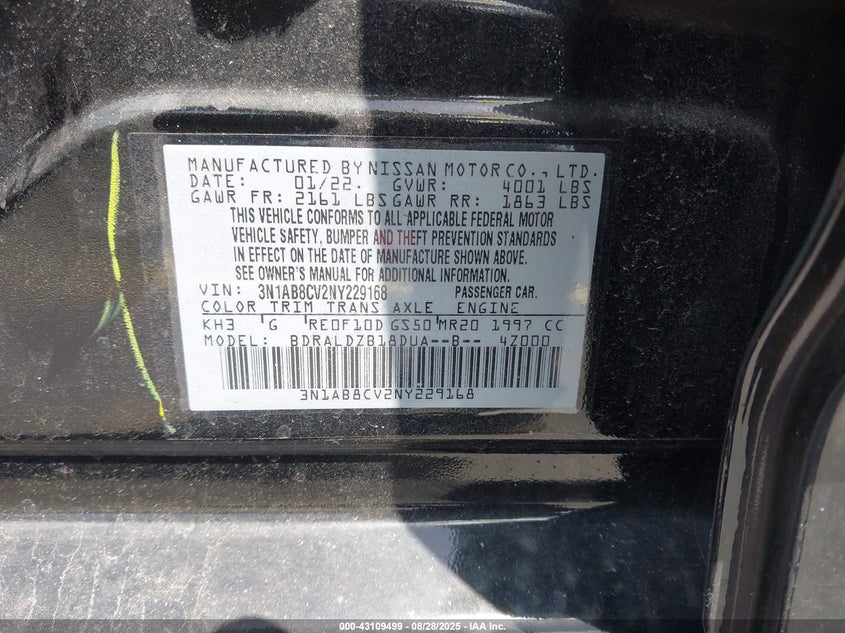 MANUFACTURED BY NISSAN MOTOR CO., LTD.
DATE: 01/22. GVWR: 4001 LBS
GAWR FR: 2161 LBS GAWR RR: 1863 LBS
THIS VEHICLE CONFORMS TO ALL APPLICABLE FEDERAL MOTOR
VEHICLE SAFETY, BUMPER AND THEFT PREVENTION STANDARDS
IN EFFECT ON THE DATE OF MANUFACTURE SHOWN ABOVE.
SEE OWNER'S MANUAL FOR ADDITIONAL INFORMATION.
VIN: 3N1AB8CV2NY229168 PASSENGER CAR.
COLOR TRIM TRANS AXLE ENGINE
KH3 G RE0F10D GS50 MR20 1997 CC
MODEL: BDRALDZB18DUA--B-- 4Z000
3N1AB8CV2NY229168
000-43109499 --- 08/28/2025 --- IAA Inc.